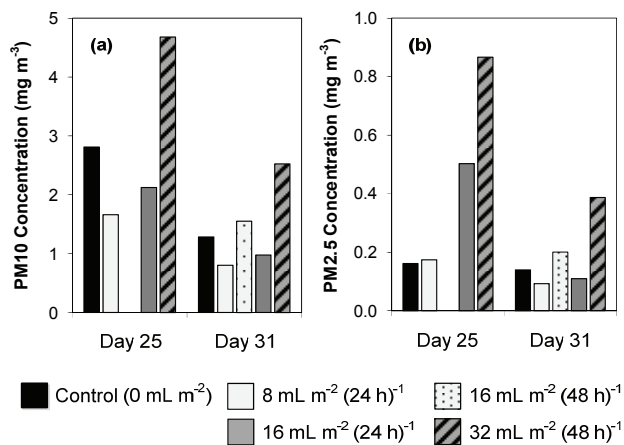 (a)
PM10 Concentration (mg m⁻³)
5
4
3
2
1
0
Day 25
Day 31
(b)
PM2.5 Concentration (mg m⁻³)
1.0
0.8
0.6
0.4
0.2
0.0
Day 25
Day 31
Control (0 mL m⁻²)
8 mL m⁻² (24 h)⁻¹
16 mL m⁻² (48 h)⁻¹
16 mL m⁻² (24 h)⁻¹
32 mL m⁻² (48 h)⁻¹